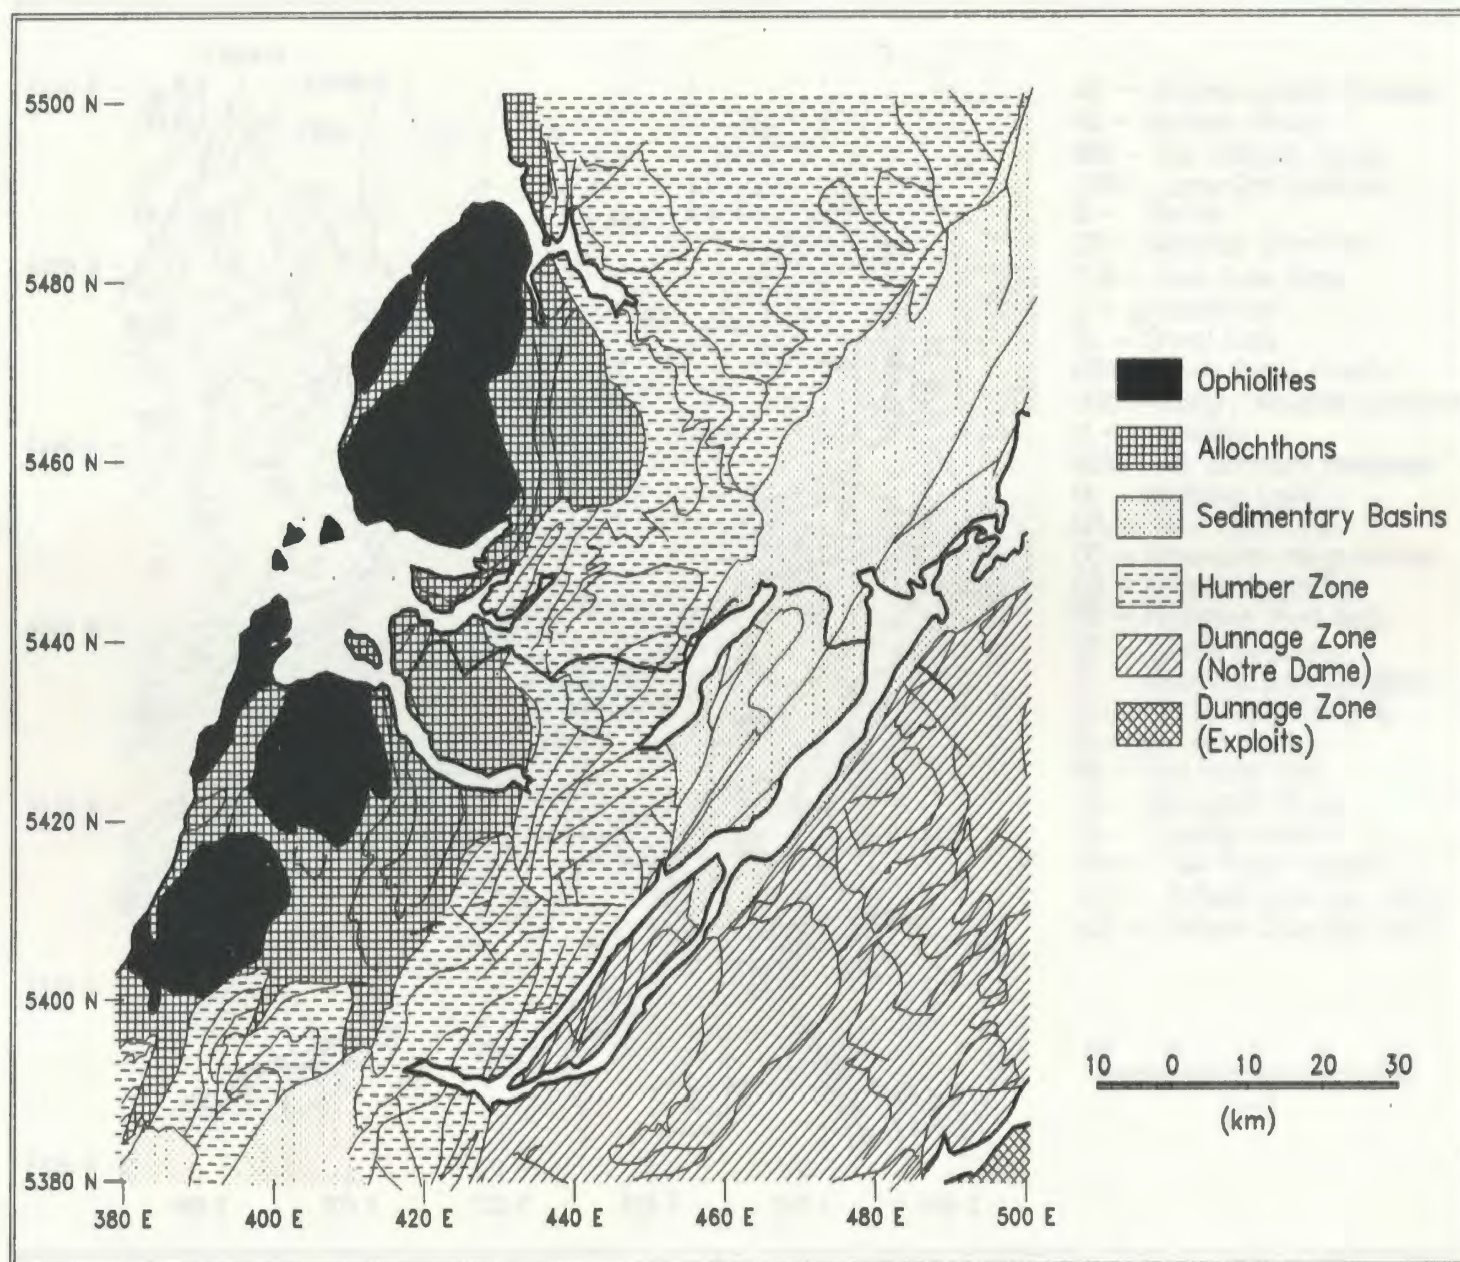 5500 N
5480 N
5460 N
5440 N
5420 N
5400 N
5380 N
380 E 400 E 420 E 440 E 460 E 480 E 500 E
Ophiolites
Allochthons
Sedimentary Basins
Humber Zone
Dunnage Zone
(Notre Dame)
Dunnage Zone
(Exploits)
10 0 10 20 30
(km)